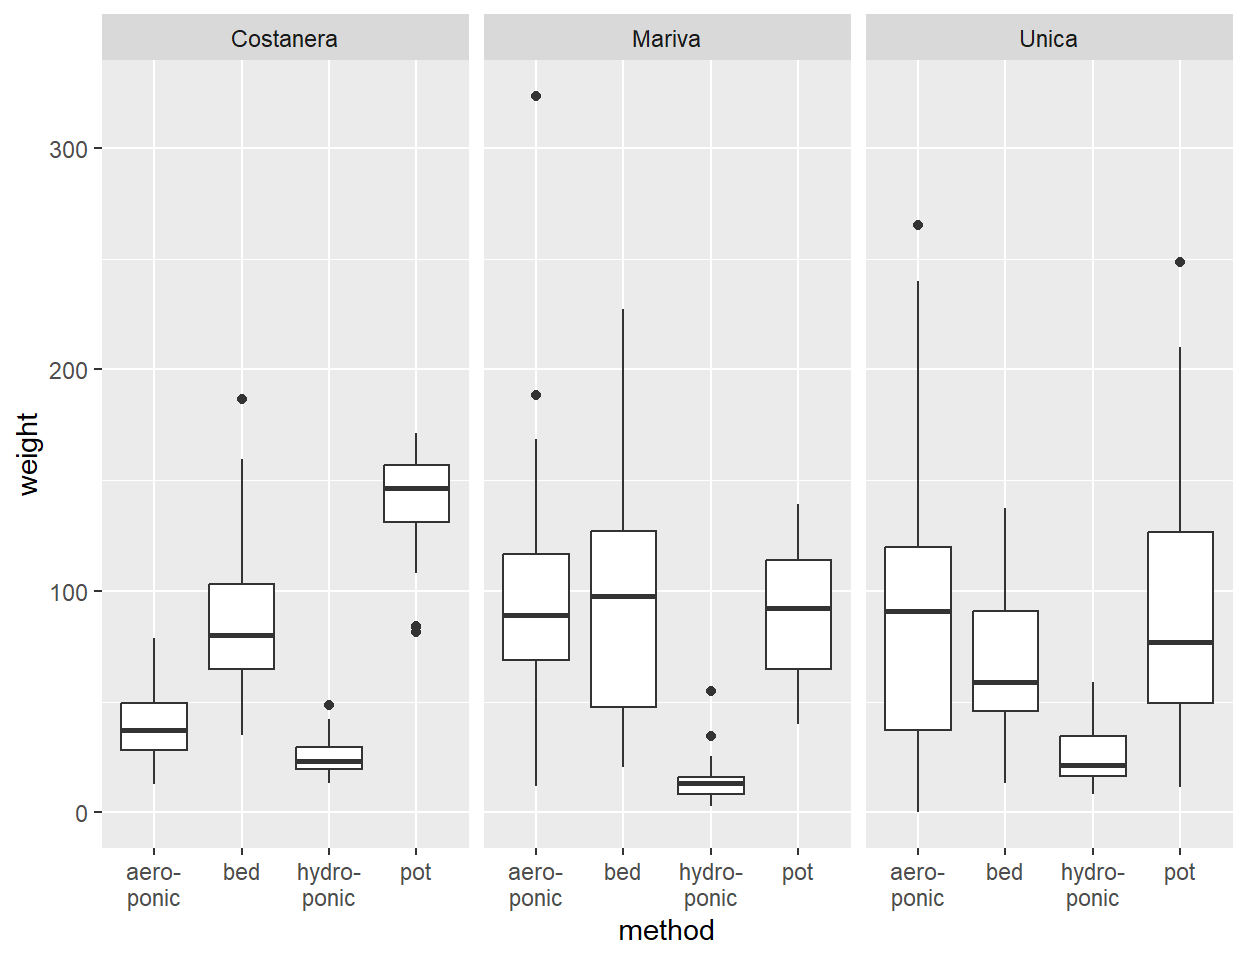 Costanera Mariva Unica
300
200
100
0
weight
aero-
ponic
bed
hydro-
ponic
pot
aero-
ponic
bed
hydro-
ponic
pot
aero-
ponic
bed
hydro-
ponic
pot
method